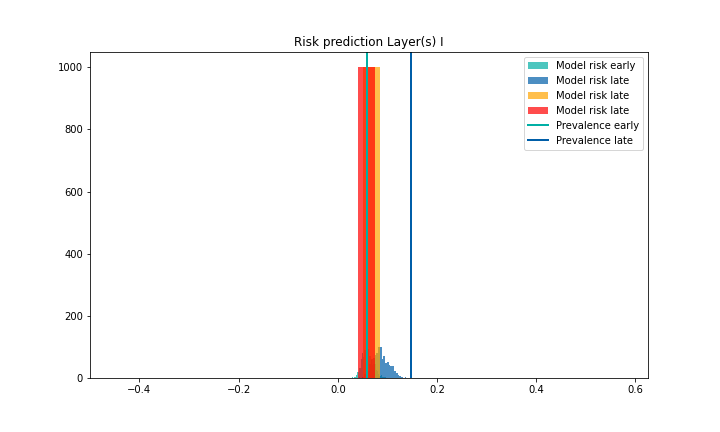 Risk prediction Layer(s) I
1000
800
600
400
200
0
−0.4
−0.2
0.0
0.2
0.4
0.6
Model risk early
Model risk late
Model risk late
Model risk late
Prevalence early
Prevalence late